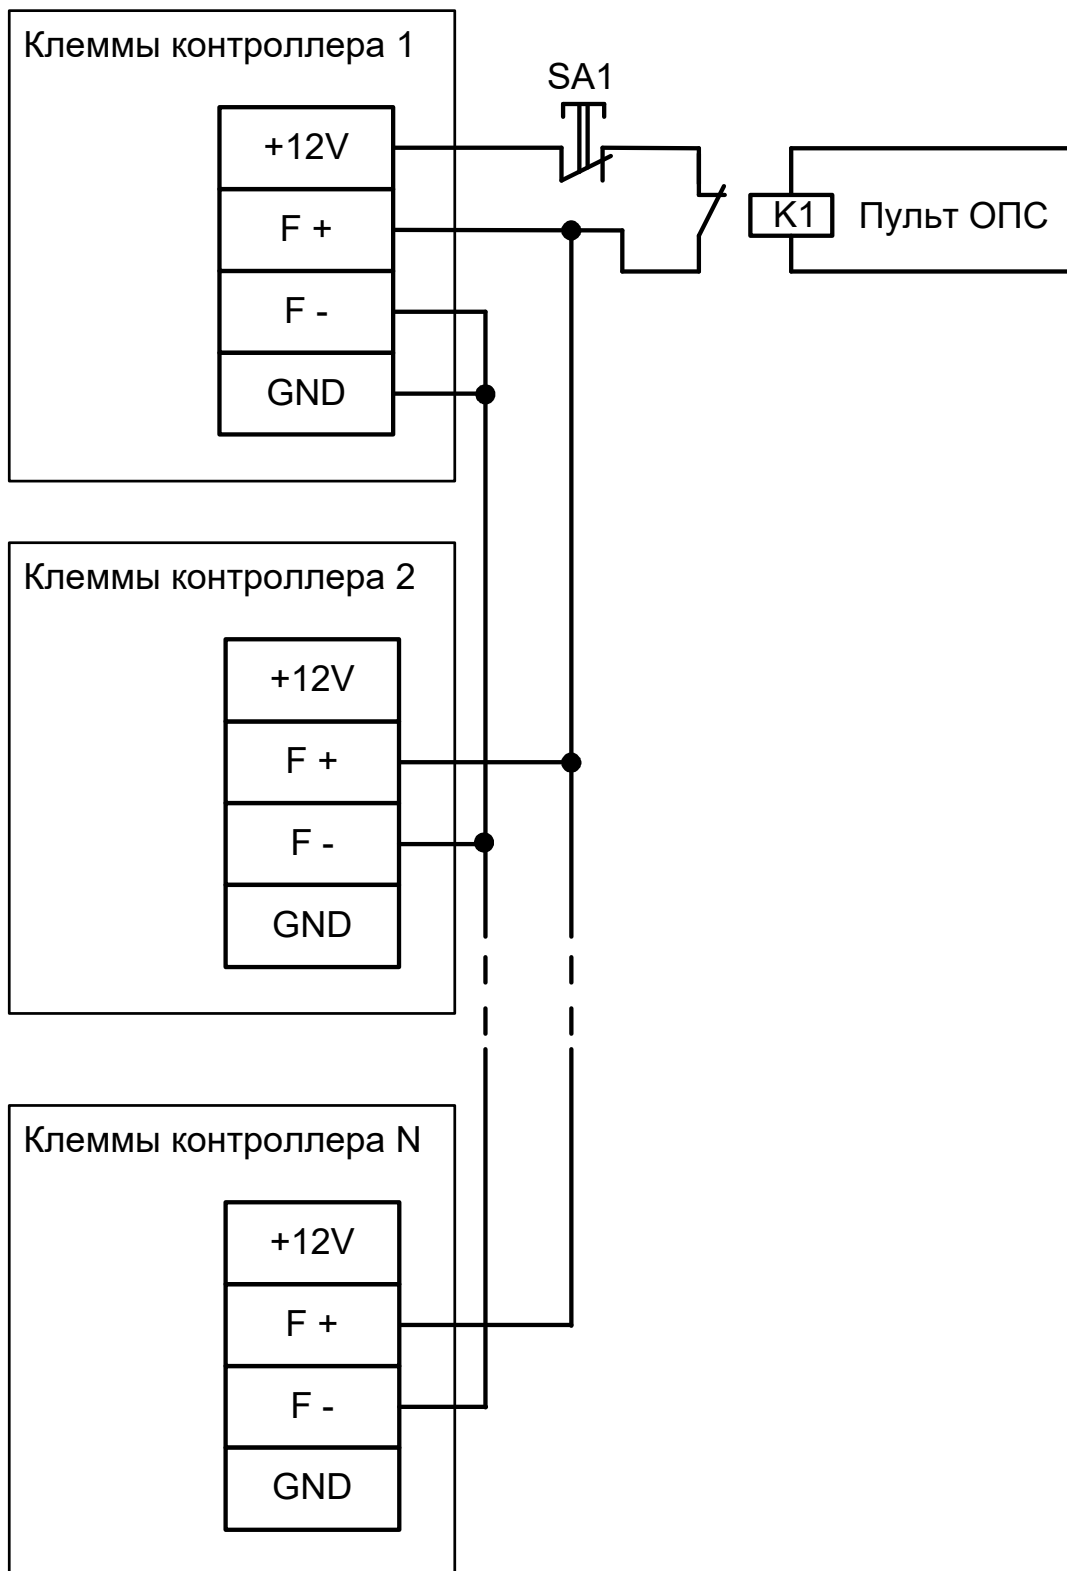 Клеммы контроллера 1
SA1
+12V
F +
K1
Пульт ОПС
F -
GND
Клеммы контроллера 2
+12V
F +
F -
GND
Клеммы контроллера N
+12V
F +
F -
GND